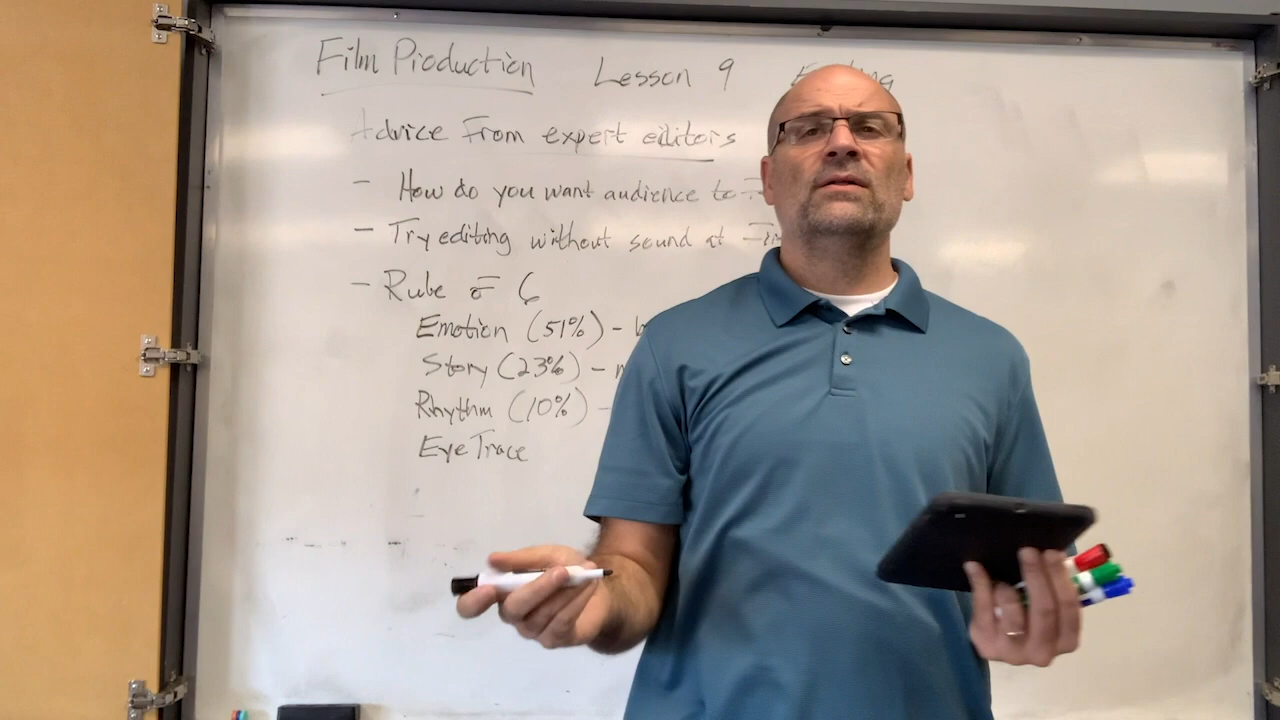 Film Production Lesson 9
Advice From expert editors
- How do you want audience to
- Try editing without sound at
- Rule of 6
Emotion (51%) -
Story (23%) -
Rhythm (10%) -
Eye Trace